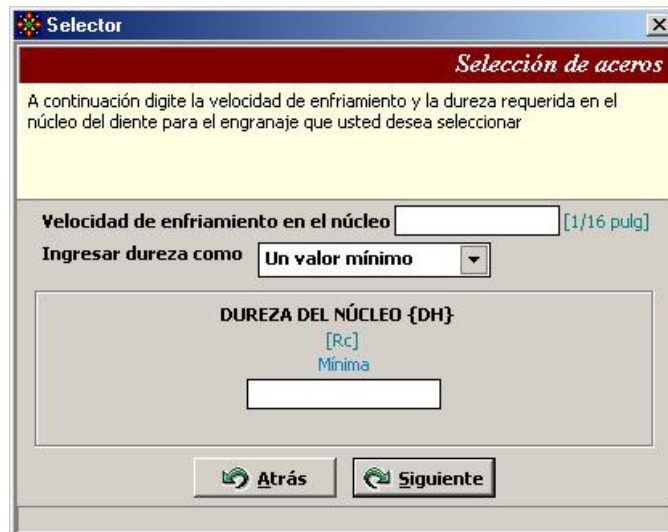 Selector
Selección de aceros
A continuación digite la velocidad de enfriamiento y la dureza requerida en el
núcleo del diente para el engranaje que usted desea seleccionar
Velocidad de enfriamiento en el núcleo [1/16 pulg]
Ingresar dureza como Un valor mínimo
DUREZA DEL NÚCLEO {DH}
[Rc]
Mínima
Atrás Siguiente